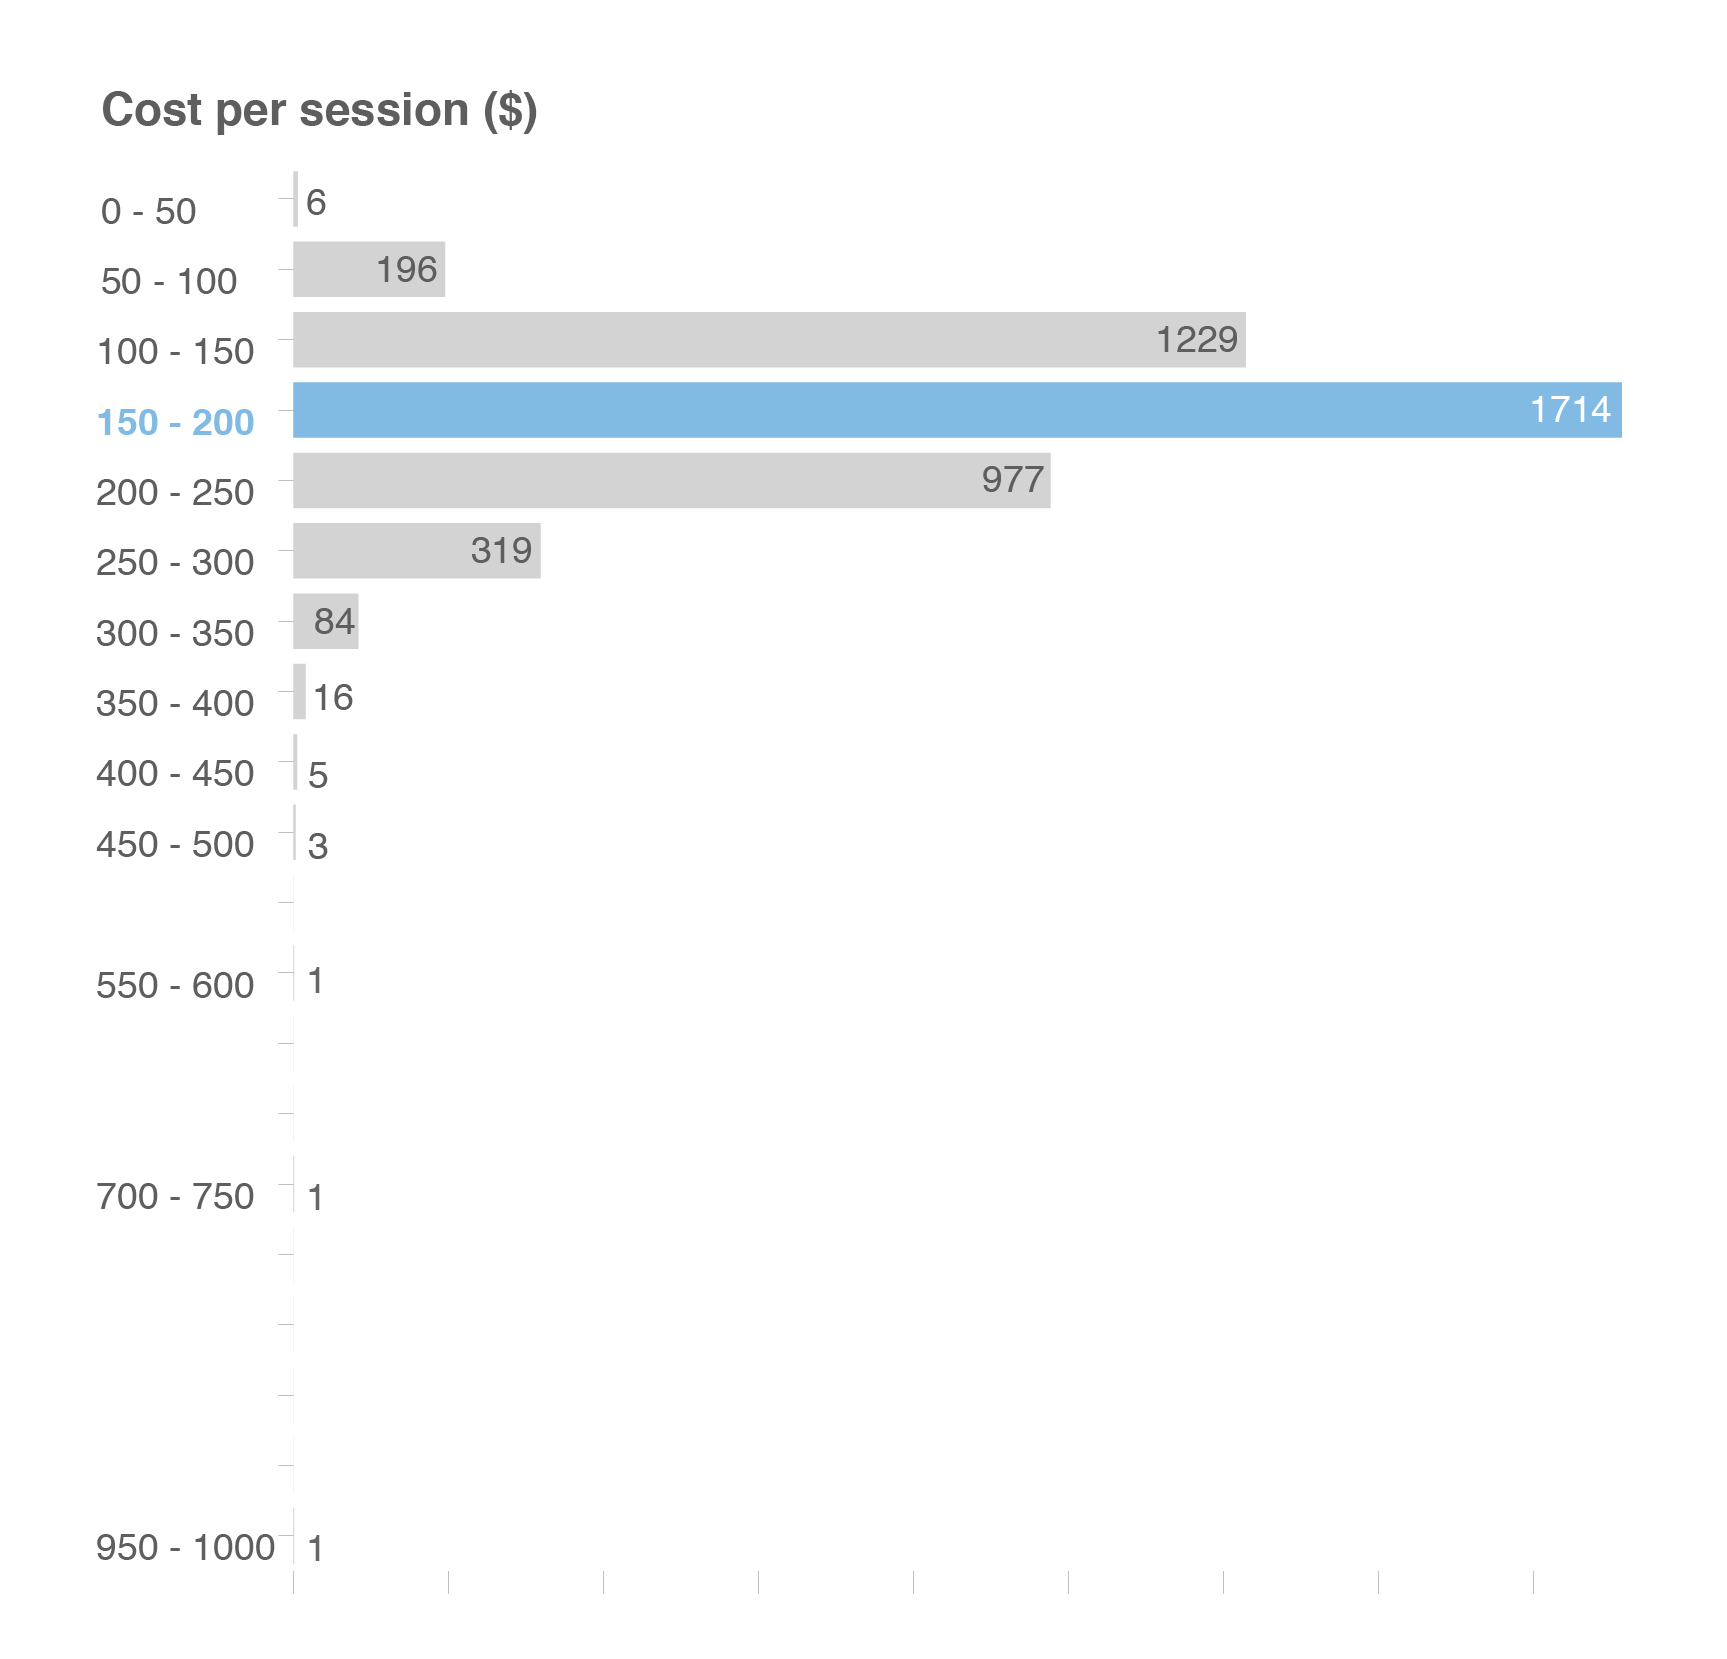 Cost per session ($)
0 - 50 6
50 - 100 196
100 - 150 1229
150 - 200 1714
200 - 250 977
250 - 300 319
300 - 350 84
350 - 400 16
400 - 450 5
450 - 500 3
550 - 600 1
700 - 750 1
950 - 1000 1